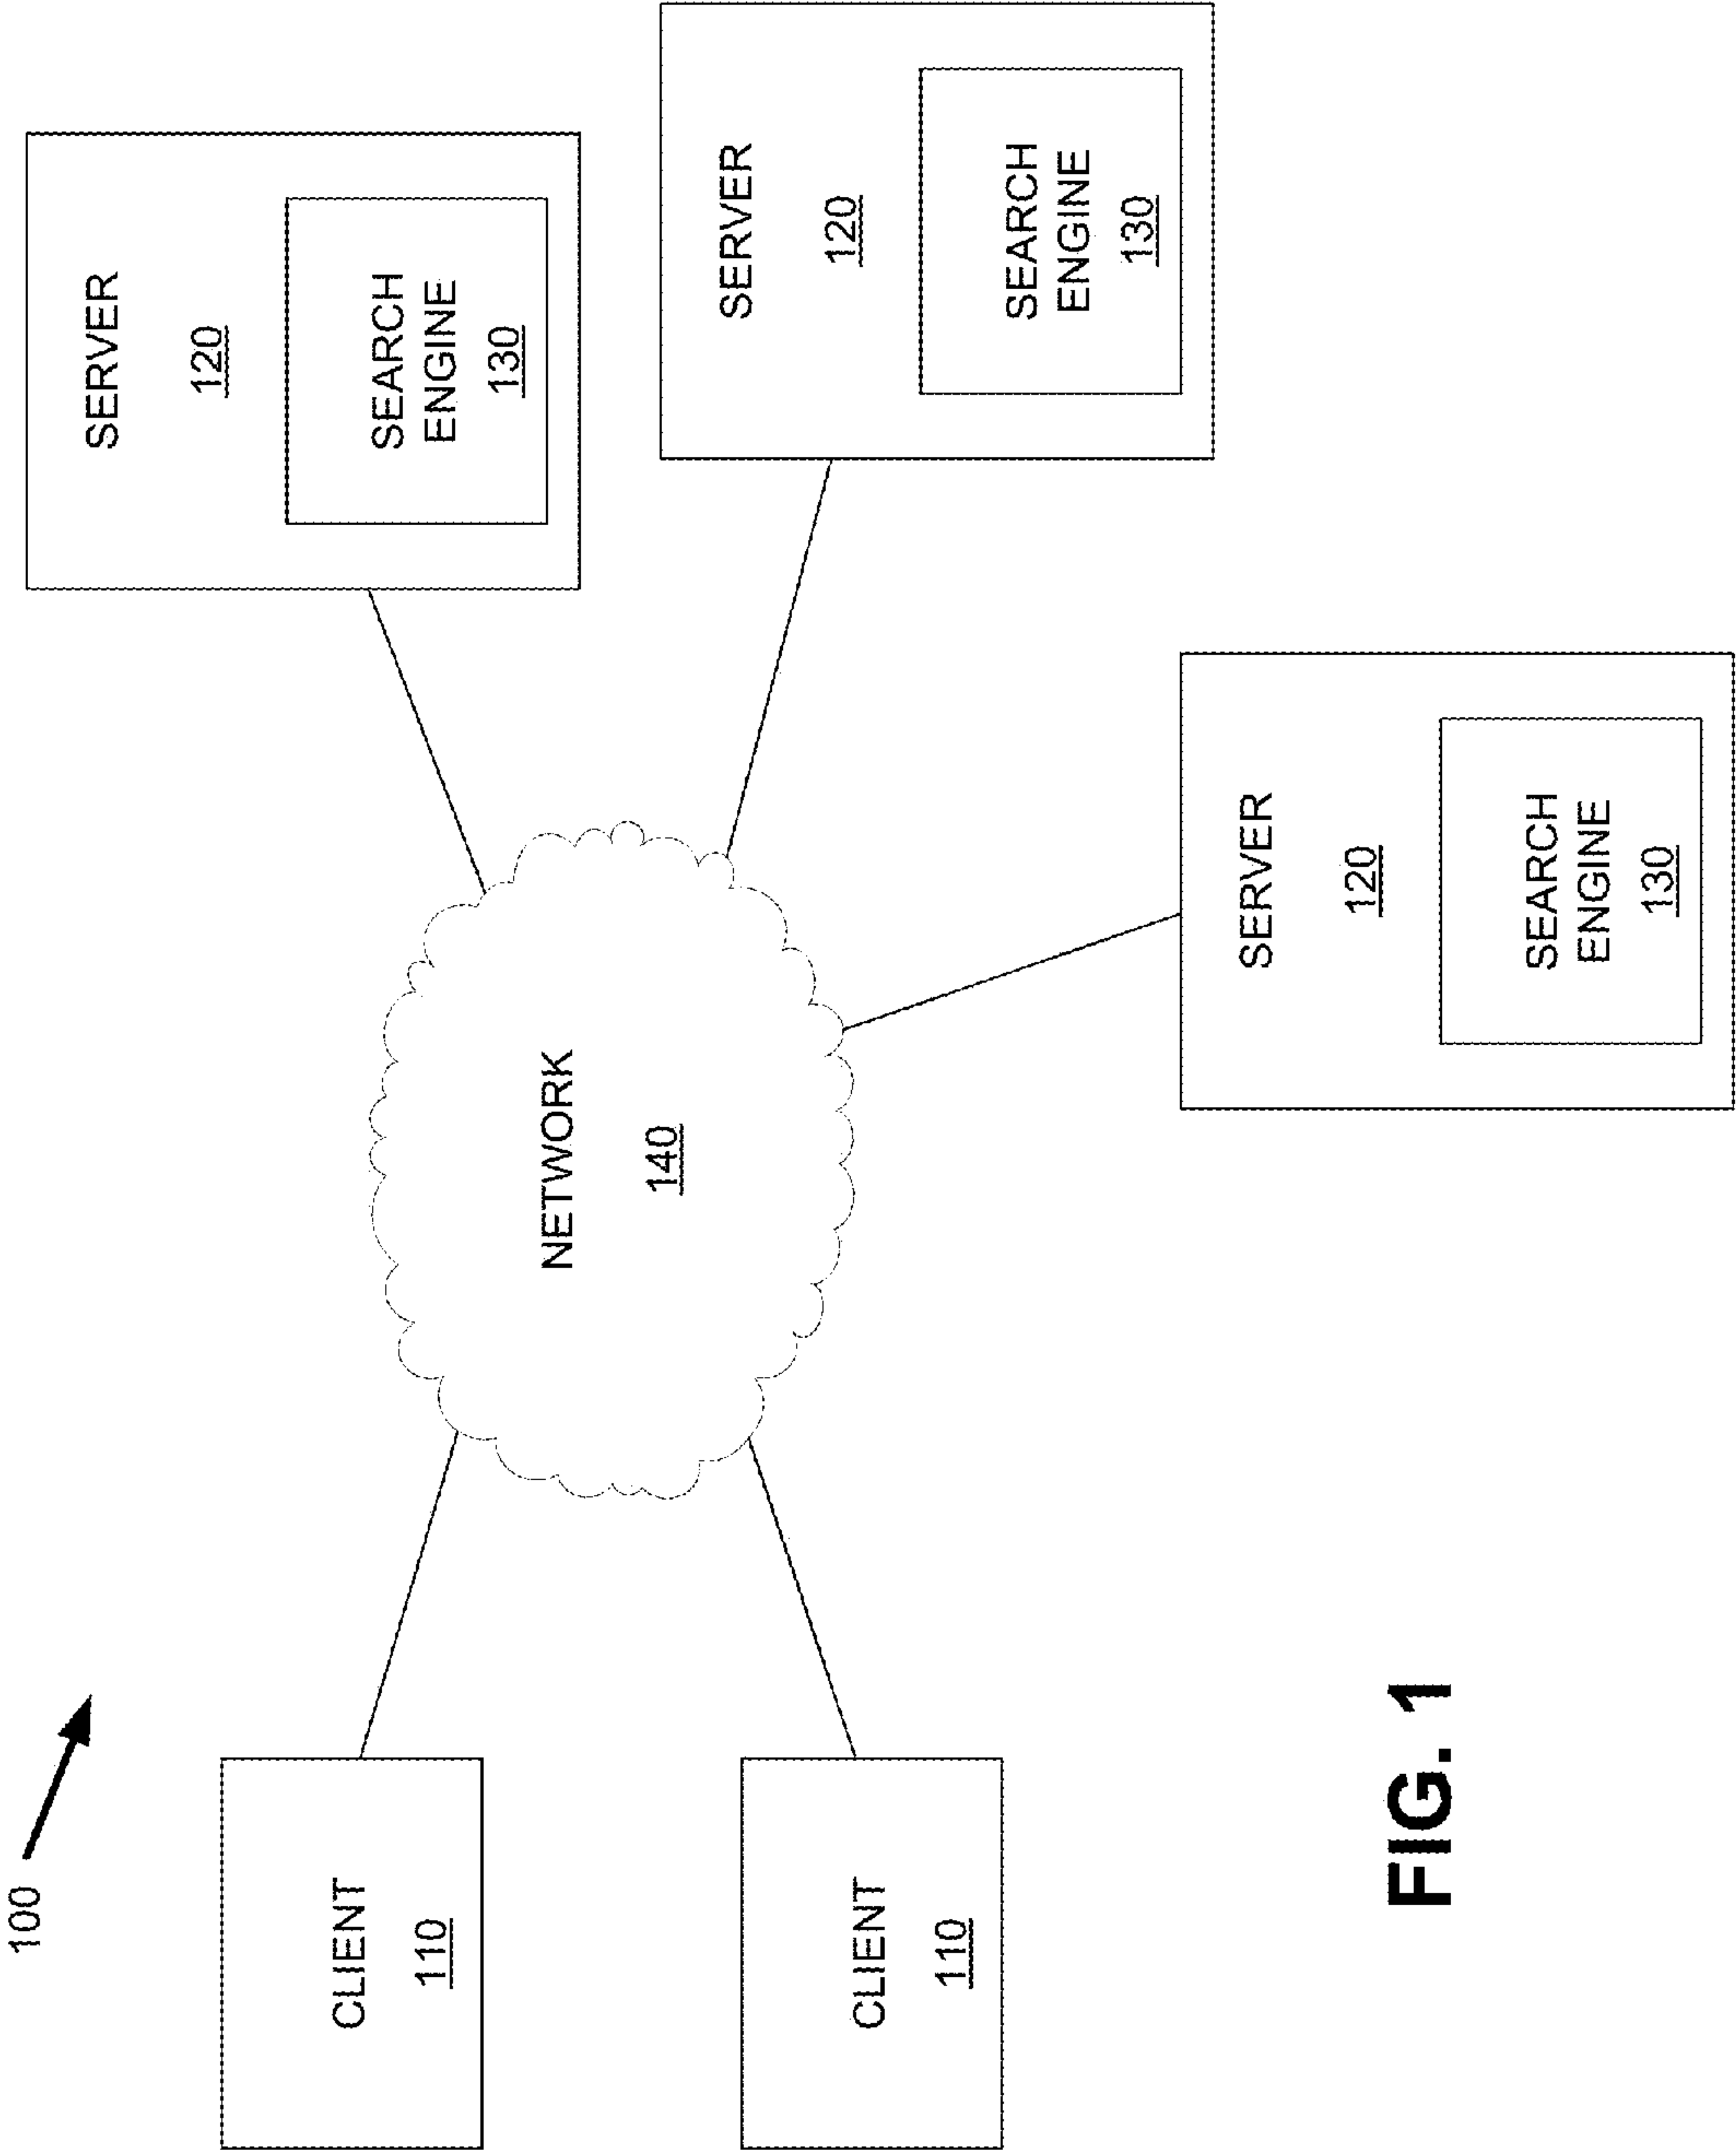 100
CLIENT
110
CLIENT
110
NETWORK
140
SERVER
120
SEARCH
ENGINE
130
SERVER
120
SEARCH
ENGINE
130
SERVER
120
SEARCH
ENGINE
130
FIG. 1